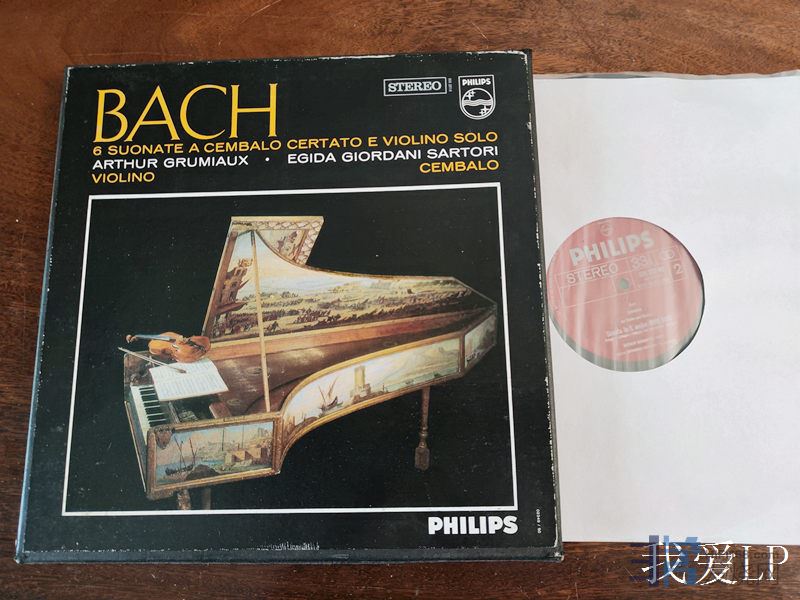 STEREO
PHILIPS
BACH
6 SUONATE A CEMBALO CERTATO E VIOLINO SOLO
ARTHUR GRUMIAUX • EGIDA GIORDANI SARTORI
VIOLINO CEMBALO
PHILIPS
PHILIPS
STEREO 33
2
我爱LP